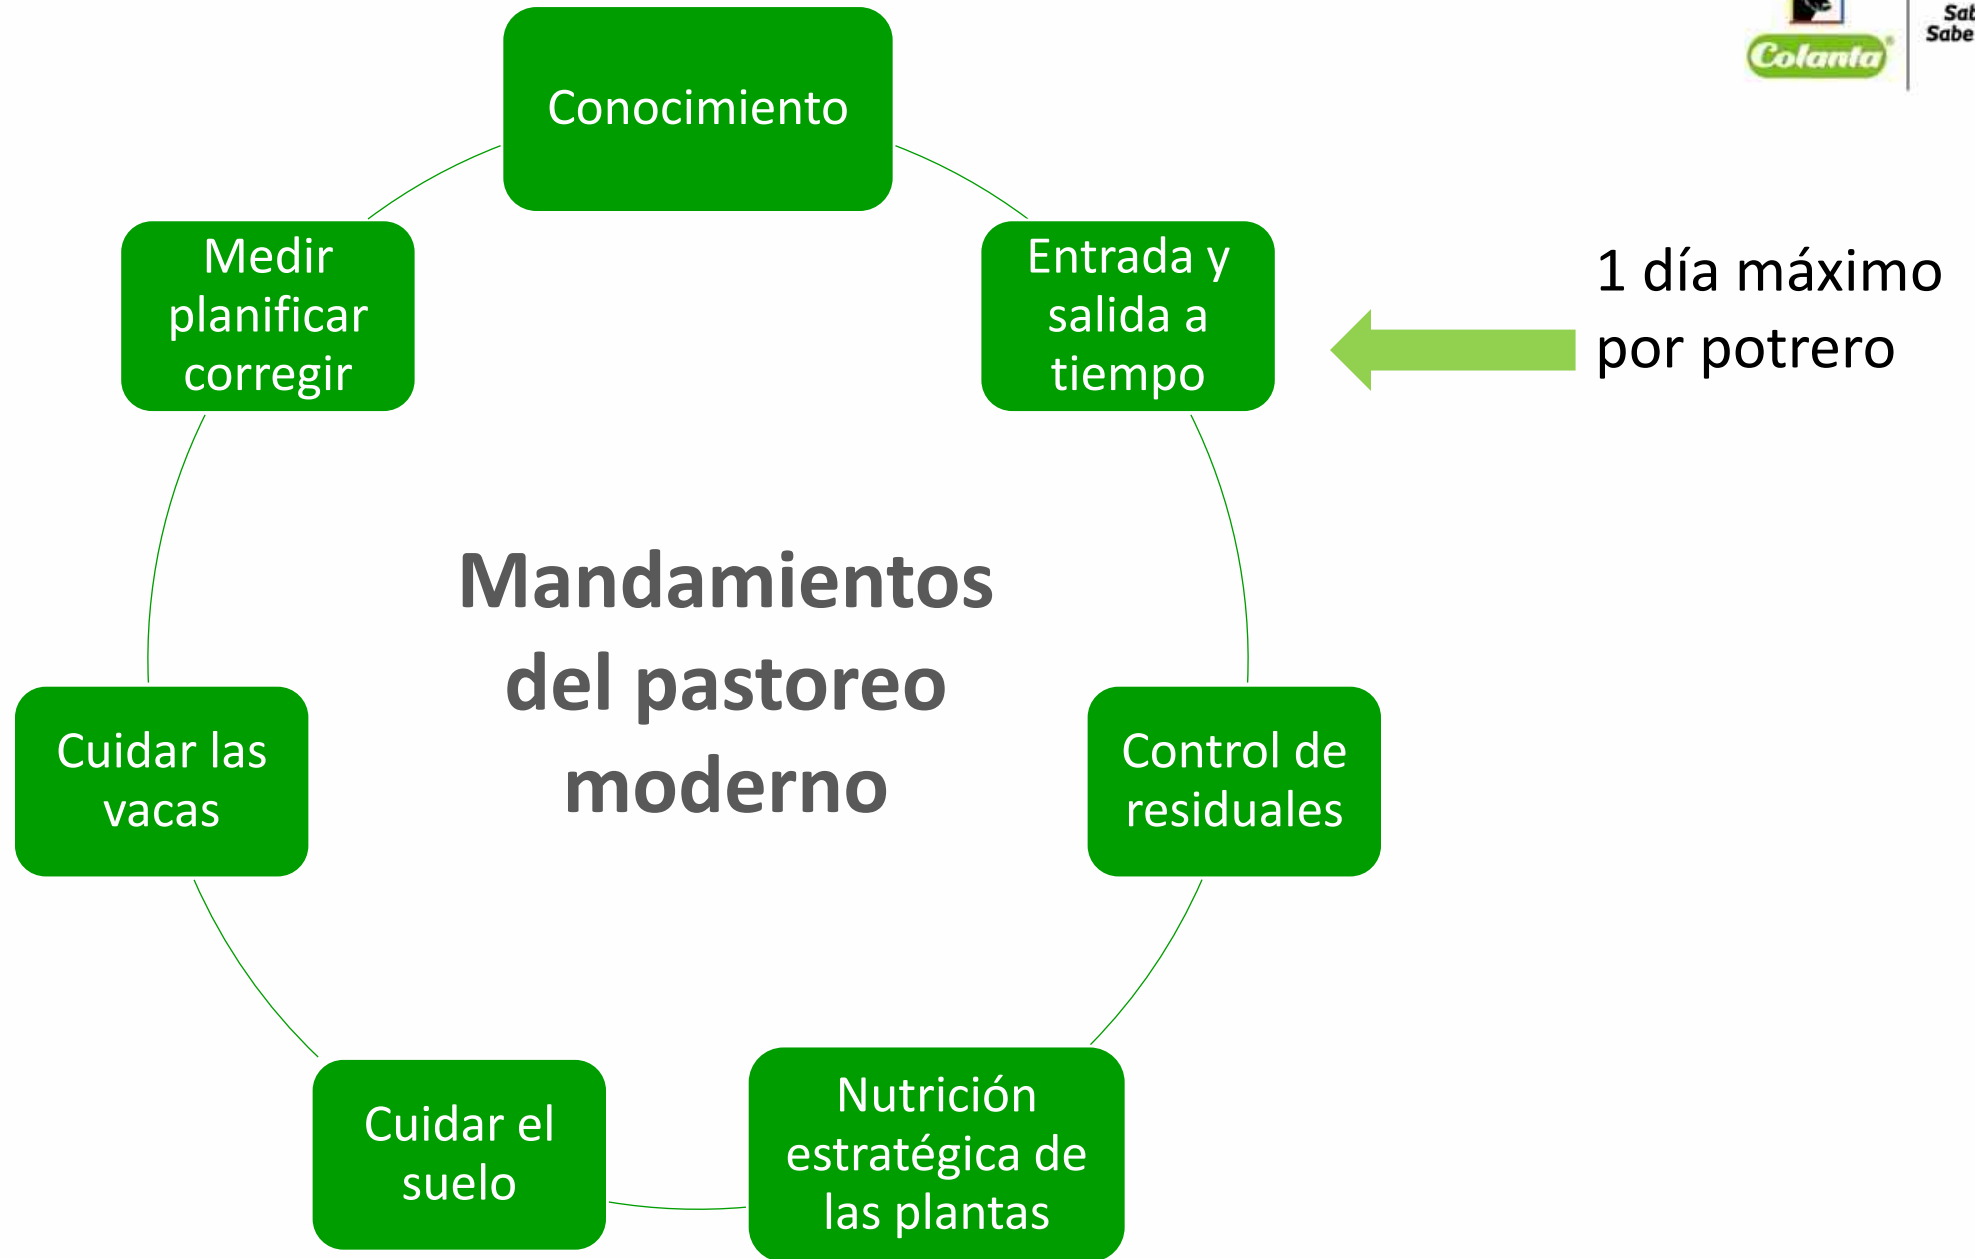 Colanta
Conocimiento
Entrada y
salida a
tiempo
1 día máximo
por potrero
Control de
residuales
Nutrición
estratégica de
las plantas
Cuidar el
suelo
Cuidar las
vacas
Medir
planificar
corregir
Mandamientos
del pastoreo
moderno